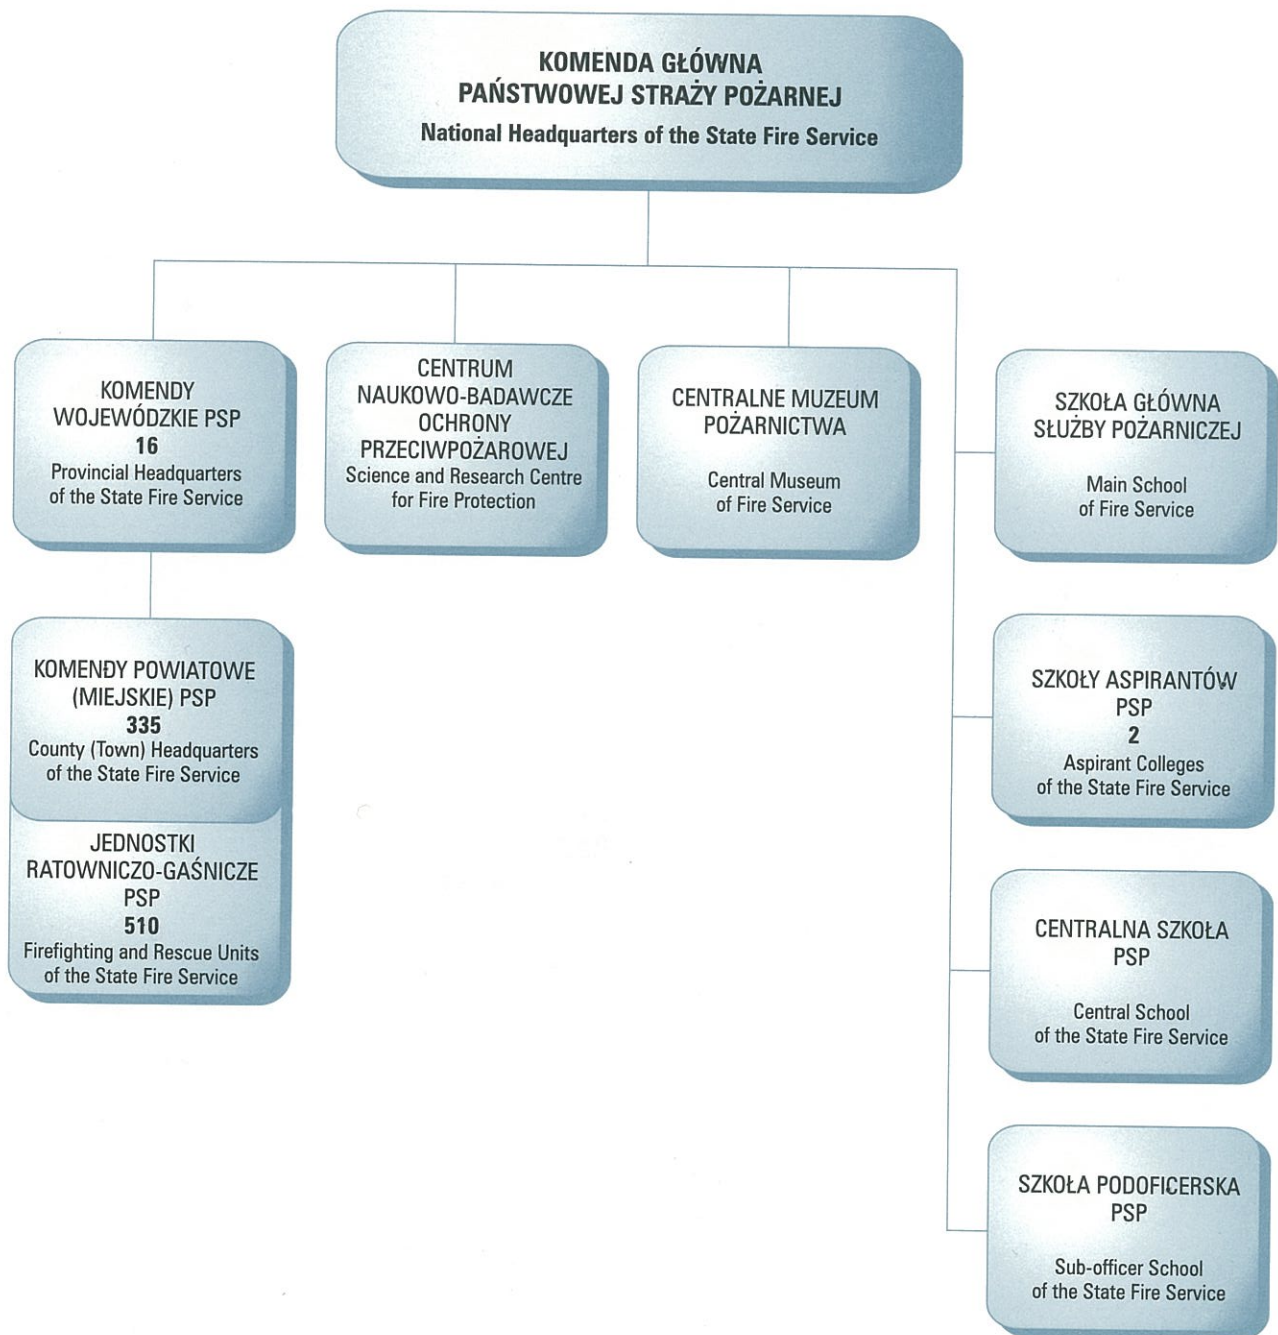 KOMENDA GŁÓWNA
PAŃSTWOWEJ STRAŻY POŻARNEJ
National Headquarters of the State Fire Service
KOMENDY
WOJEWÓDZKIE PSP
16
Provincial Headquarters
of the State Fire Service
CENTRUM
NAUKOWO-BADAWCZE
OCHRONY
PRZECIWPOŻAROWEJ
Science and Research Centre
for Fire Protection
CENTRALNE MUZEUM
POŻARNICTWA
Central Museum
of Fire Service
SZKOŁA GŁÓWNA
SŁUŻBY POŻARNICZEJ
Main School
of Fire Service
KOMENDY POWIATOWE
(MIEJSKIE) PSP
335
County (Town) Headquarters
of the State Fire Service
JEDNOSTKI
RATOWNICZO-GAŚNICZE
PSP
510
Firefighting and Rescue Units
of the State Fire Service
SZKOŁY ASPIRANTÓW
PSP
2
Aspirant Colleges
of the State Fire Service
CENTRALNA SZKOŁA
PSP
Central School
of the State Fire Service
SZKOŁA PODOFICERSKA
PSP
Sub-officer School
of the State Fire Service